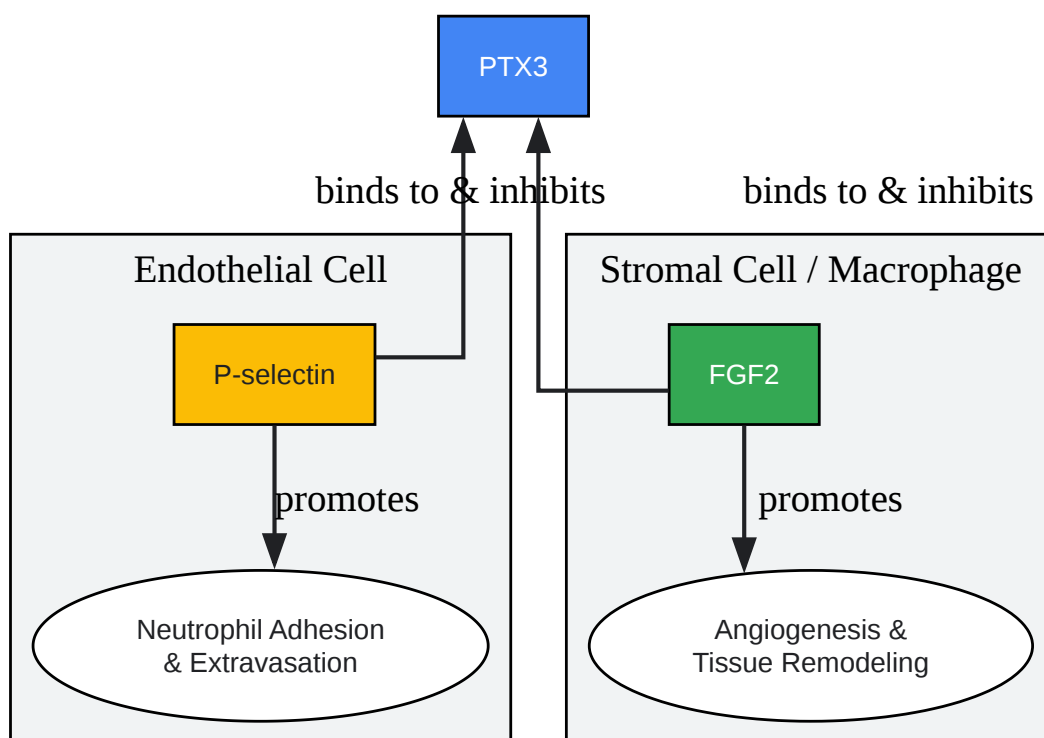 PTX3
binds to & inhibits
binds to & inhibits
Endothelial Cell
Stromal Cell / Macrophage
P-selectin
FGF2
promotes
promotes
Neutrophil Adhesion
& Extravasation
Angiogenesis &
Tissue Remodeling